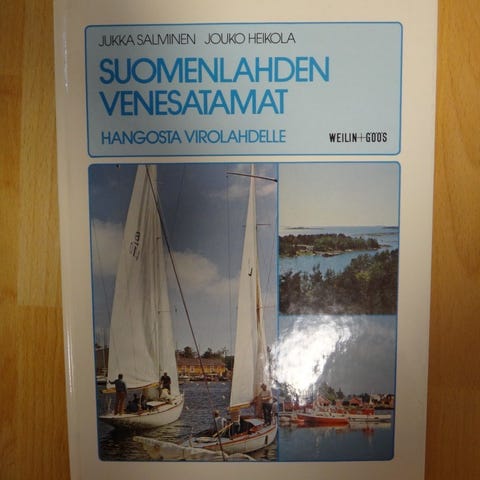 JUKKA SALMINEN JOUKO HEIKOLA
SUOMENLAHDEN
VENESATAMAT
HANGOSTA VIROLAHDELLE WEILIN+GÖÖS